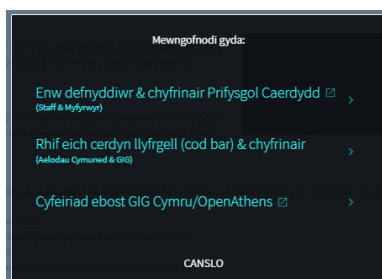 Mewngofnodi gyda:
Enw defnyddiwr & chyfrinair Prifysgol Caerdydd
(Staff & Myfyrwyr)
Rhif eich cerdyn llyfrgell (cod bar) & chyfrinair
(Aelodau Cymuned & GIG)
Cyfeiriad ebost GIG Cymru/OpenAthens
CANSLO